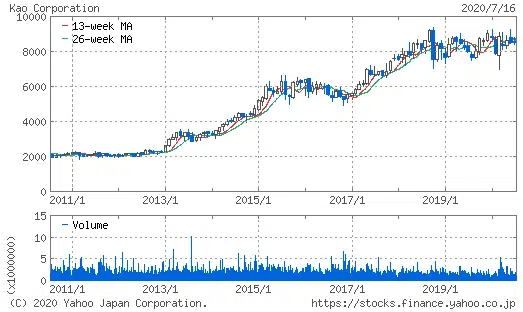 Kao Corporation 2020/7/16
10000
13-week MA
26-week MA
8000
6000
4000
2000
0
2011/1 2013/1 2015/1 2017/1 2019/1
15
Volume
10
5
0
(x1000000)
2011/1 2013/1 2015/1 2017/1 2019/1
(C) 2020 Yahoo Japan Corporation. https://stocks.finance.yahoo.co.jp/